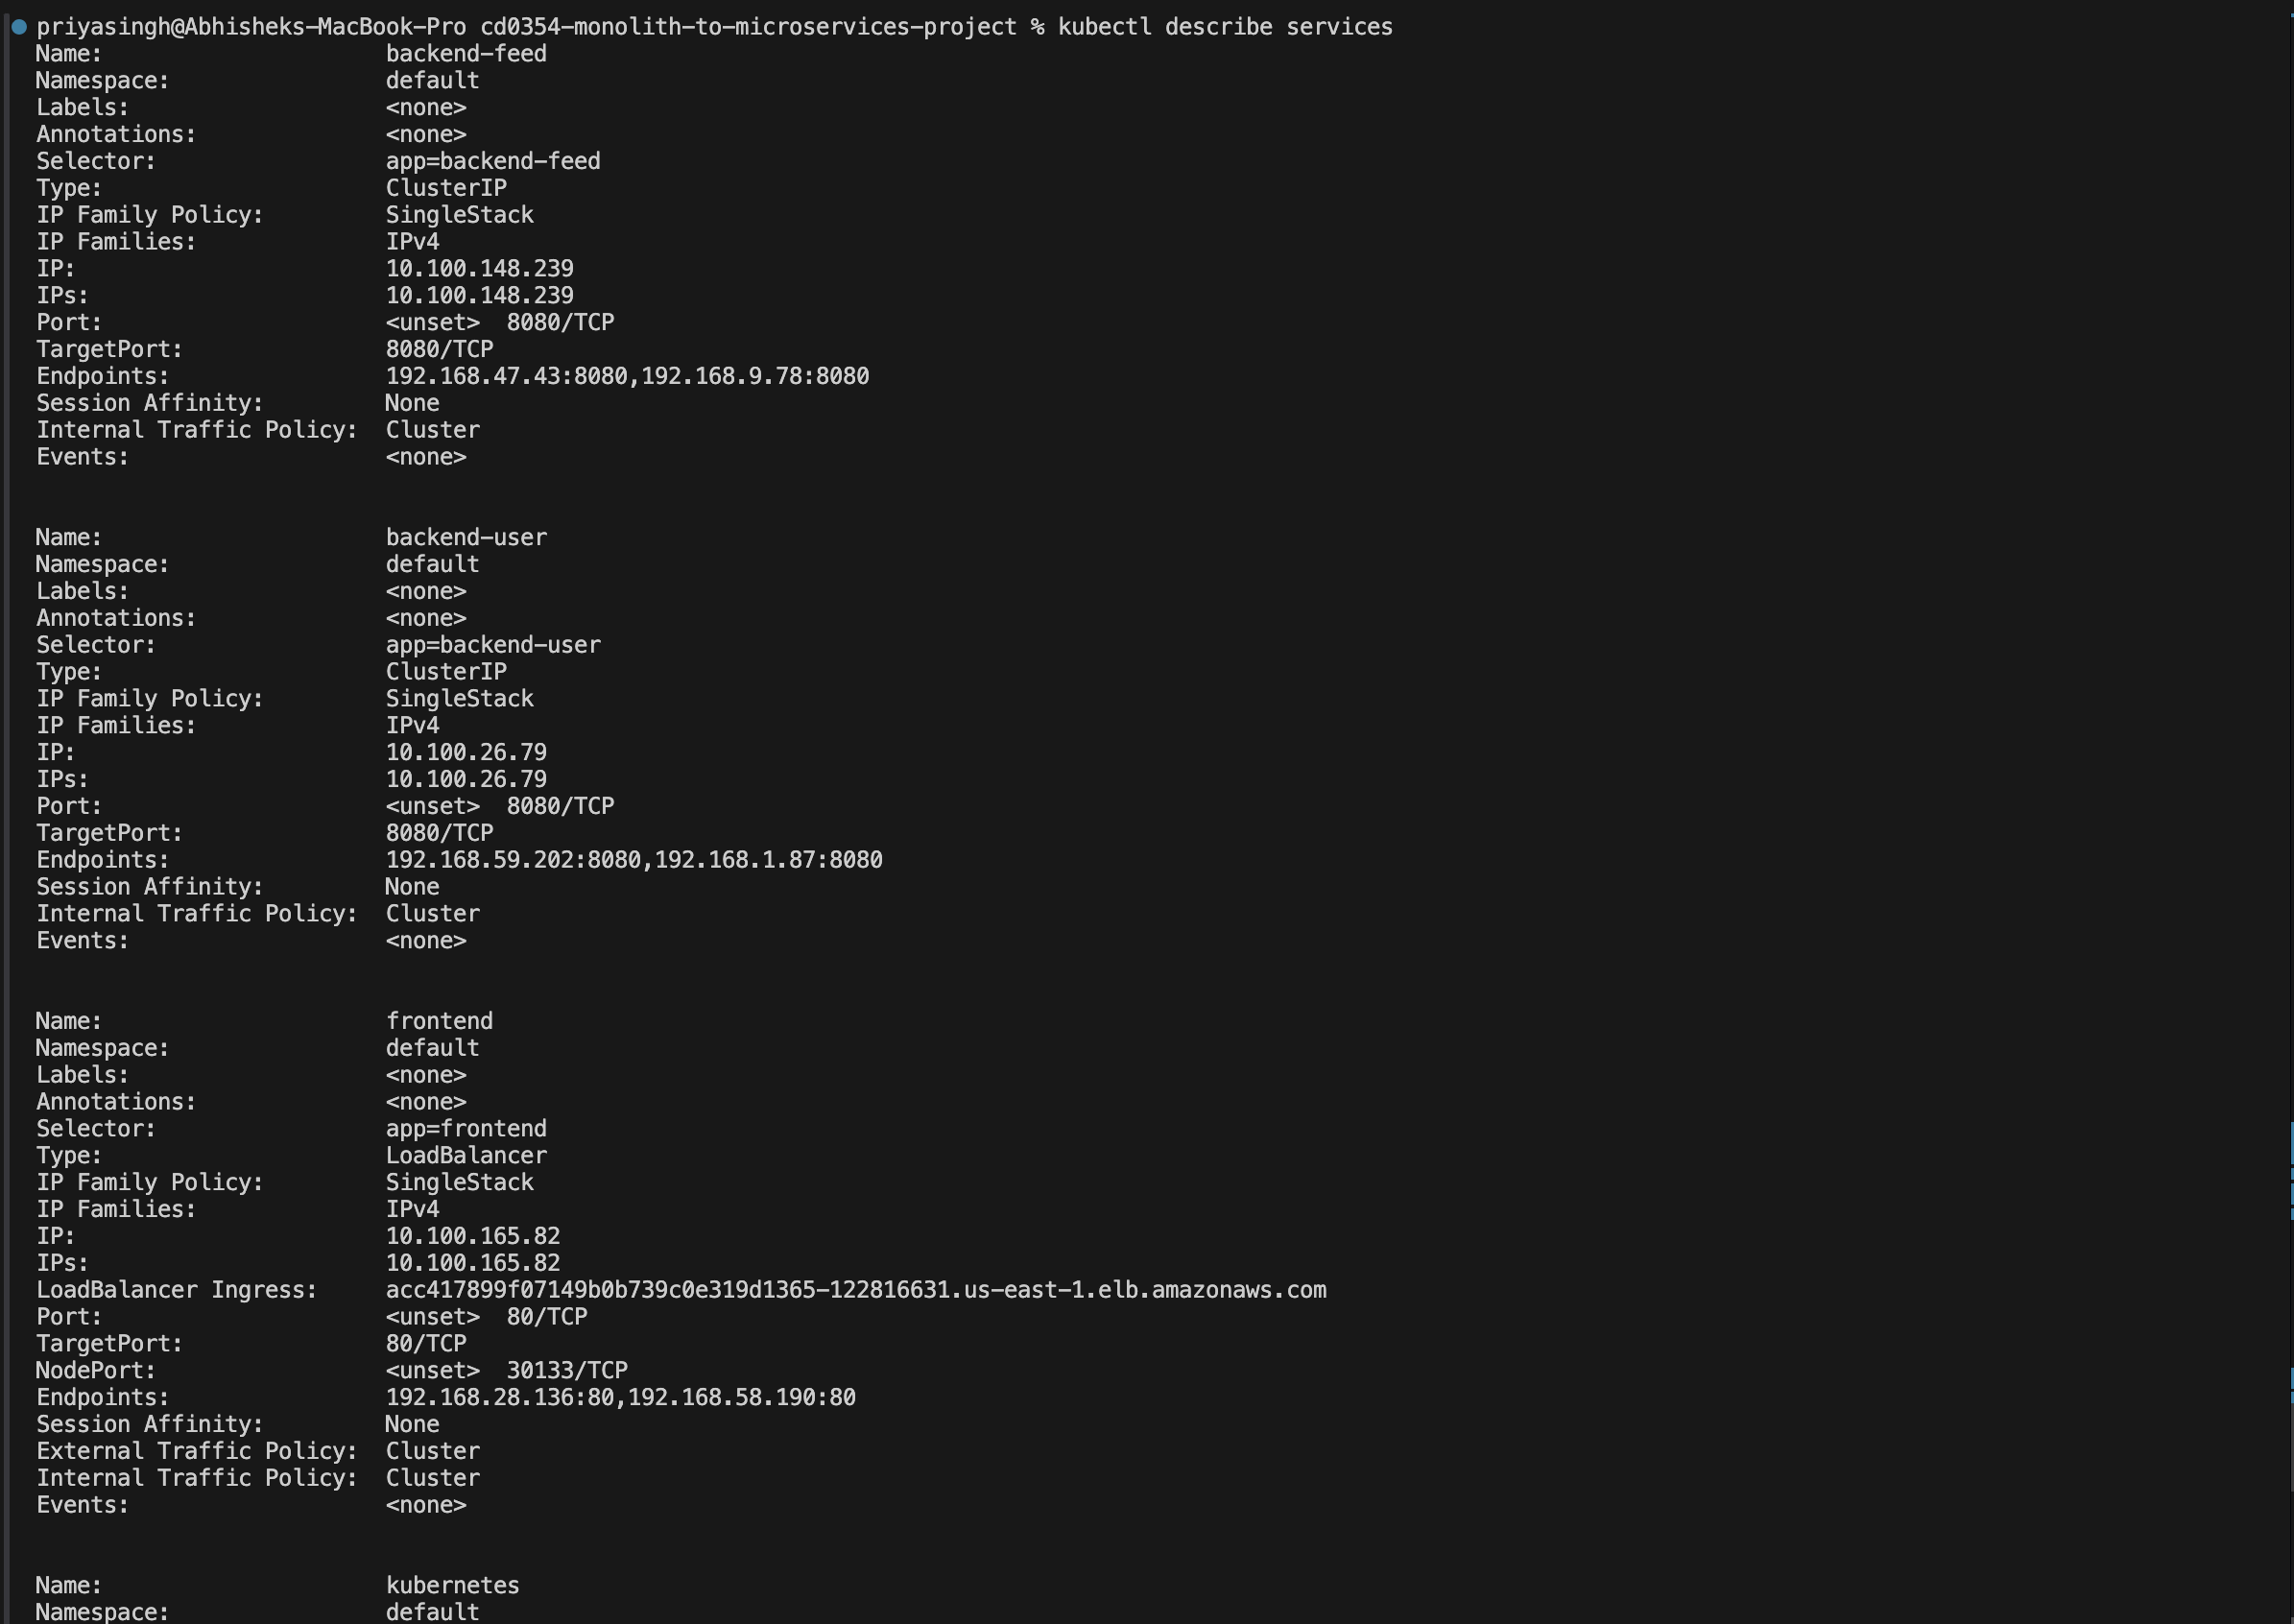 priyasingh@Abhisheks-MacBook-Pro cd0354-monolith-to-microservices-project % kubectl describe services
Name:                     backend-feed
Namespace:                default
Labels:                   <none>
Annotations:              <none>
Selector:                 app=backend-feed
Type:                     ClusterIP
IP Family Policy:         SingleStack
IP Families:              IPv4
IP:                       10.100.148.239
IPs:                      10.100.148.239
Port:                     <unset>  8080/TCP
TargetPort:               8080/TCP
Endpoints:                192.168.47.43:8080,192.168.9.78:8080
Session Affinity:         None
Internal Traffic Policy:  Cluster
Events:                   <none>
Name:                     backend-user
Namespace:                default
Labels:                   <none>
Annotations:              <none>
Selector:                 app=backend-user
Type:                     ClusterIP
IP Family Policy:         SingleStack
IP Families:              IPv4
IP:                       10.100.26.79
IPs:                      10.100.26.79
Port:                     <unset>  8080/TCP
TargetPort:               8080/TCP
Endpoints:                192.168.59.202:8080,192.168.1.87:8080
Session Affinity:         None
Internal Traffic Policy:  Cluster
Events:                   <none>
Name:                     frontend
Namespace:                default
Labels:                   <none>
Annotations:              <none>
Selector:                 app=frontend
Type:                     LoadBalancer
IP Family Policy:         SingleStack
IP Families:              IPv4
IP:                       10.100.165.82
IPs:                      10.100.165.82
LoadBalancer Ingress:     acc417899f07149b0b739c0e319d1365-122816631.us-east-1.elb.amazonaws.com
Port:                     <unset>  80/TCP
TargetPort:               80/TCP
NodePort:                 <unset>  30133/TCP
Endpoints:                192.168.28.136:80,192.168.58.190:80
Session Affinity:         None
External Traffic Policy:  Cluster
Internal Traffic Policy:  Cluster
Events:                   <none>
Name:                     kubernetes
Namespace:                default